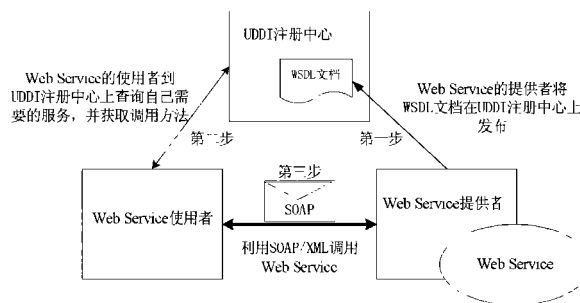 UDDI注册中心
WSDL文档
Web Service的使用者到
UDDI注册中心上查询自己需
要的服务，并获取调用方法
Web Service的提供者将
WSDL文档在UDDI注册中心上
发布
第二步
第一步
第三步
SOAP
Web Service使用者
Web Service提供者
利用SOAP/XML调用
Web Service
Web Service